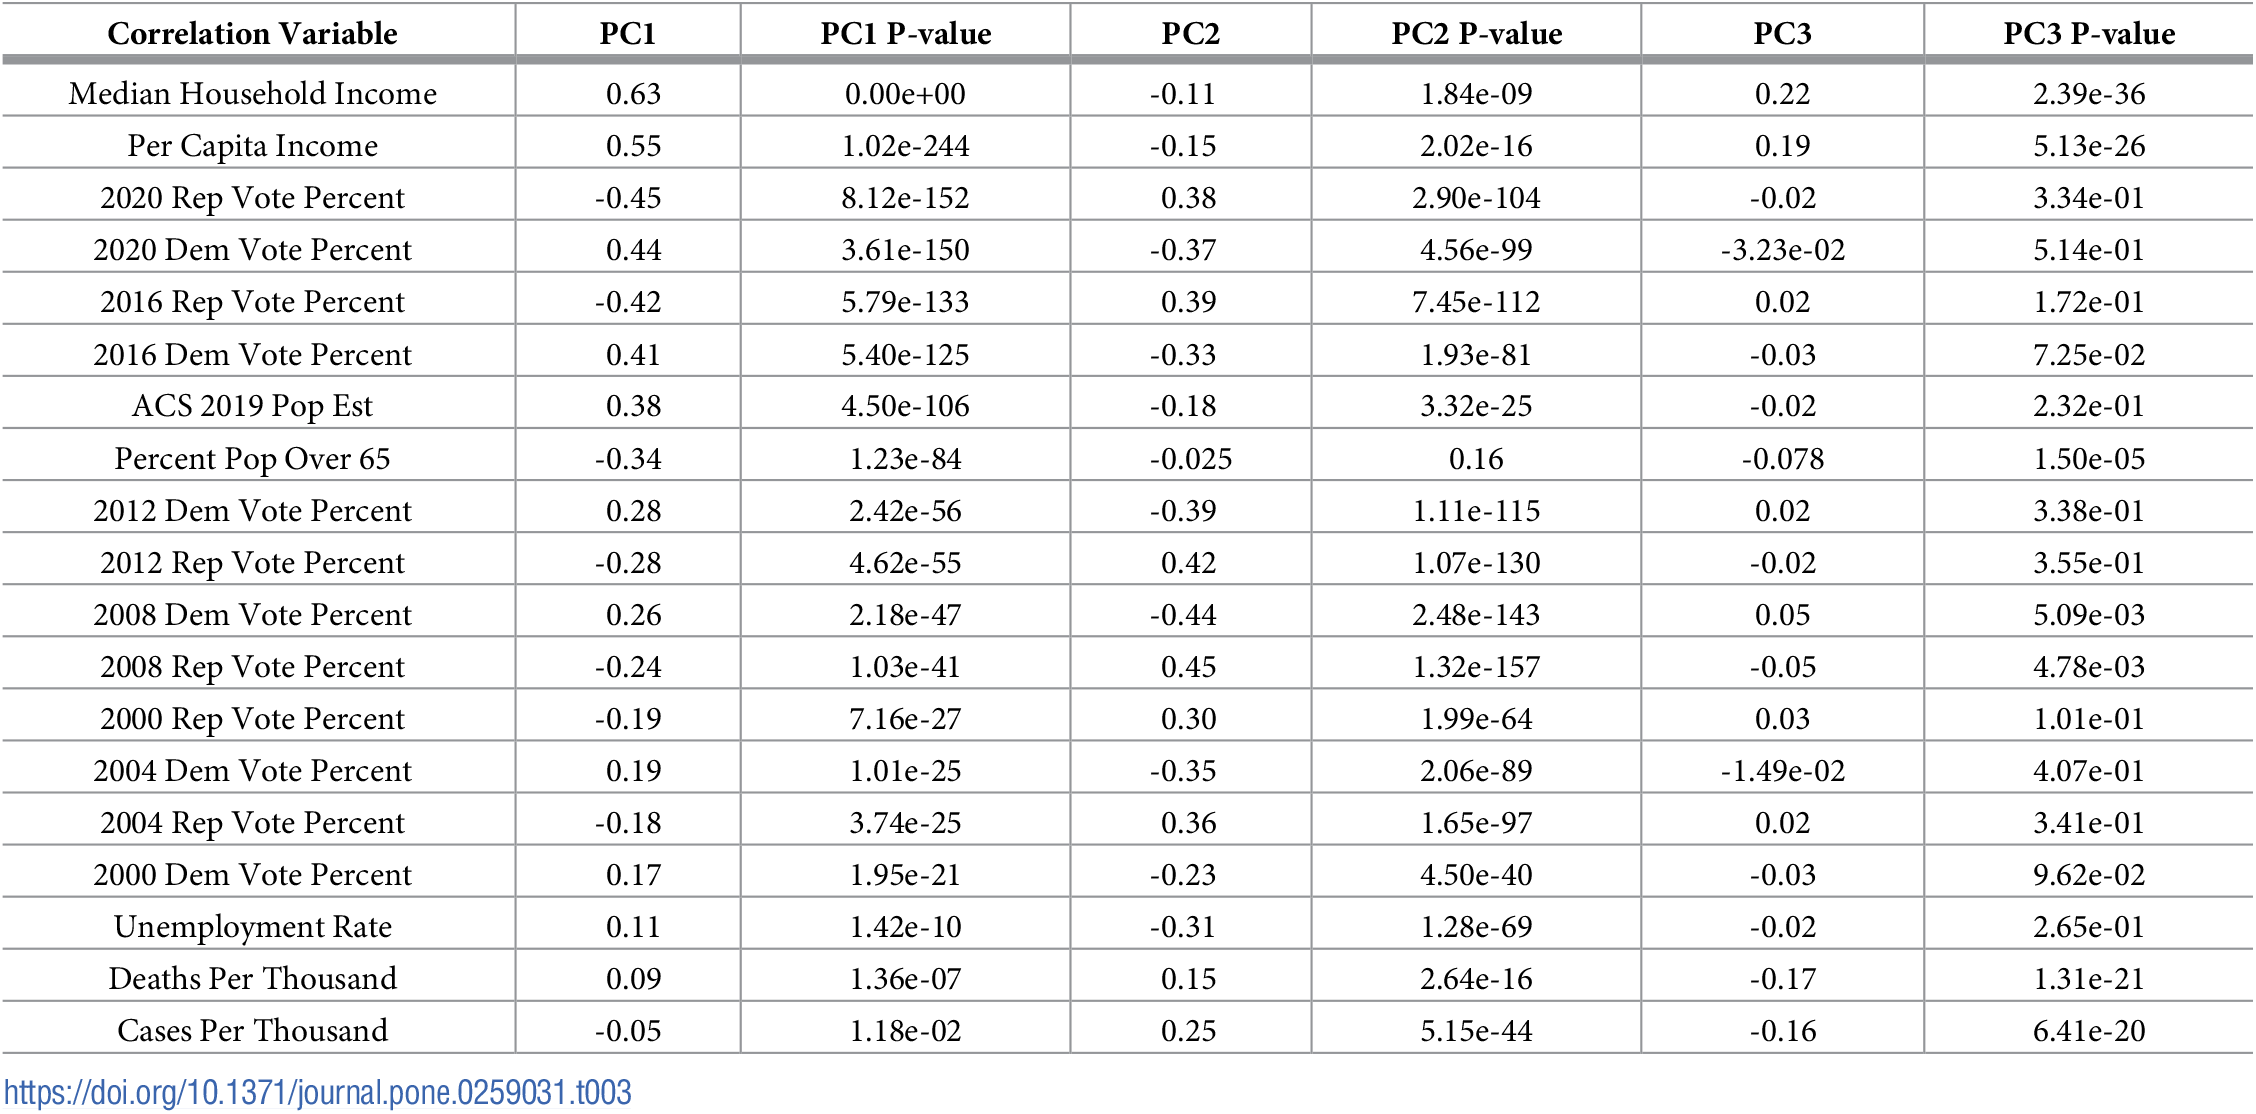 Correlation Variable PC1 PC1 P-value PC2 PC2 P-value PC3 PC3 P-value
Median Household Income 0.63 0.00e+00 -0.11 1.84e-09 0.22 2.39e-36
Per Capita Income 0.55 1.02e-244 -0.15 2.02e-16 0.19 5.13e-26
2020 Rep Vote Percent -0.45 8.12e-152 0.38 2.90e-104 -0.02 3.34e-01
2020 Dem Vote Percent 0.44 3.61e-150 -0.37 4.56e-99 -3.23e-02 5.14e-01
2016 Rep Vote Percent -0.42 5.79e-133 0.39 7.45e-112 0.02 1.72e-01
2016 Dem Vote Percent 0.41 5.40e-125 -0.33 1.93e-81 -0.03 7.25e-02
ACS 2019 Pop Est 0.38 4.50e-106 -0.18 3.32e-25 -0.02 2.32e-01
Percent Pop Over 65 -0.34 1.23e-84 -0.025 0.16 -0.078 1.50e-05
2012 Dem Vote Percent 0.28 2.42e-56 -0.39 1.11e-115 0.02 3.38e-01
2012 Rep Vote Percent -0.28 4.62e-55 0.42 1.07e-130 -0.02 3.55e-01
2008 Dem Vote Percent 0.26 2.18e-47 -0.44 2.48e-143 0.05 5.09e-03
2008 Rep Vote Percent -0.24 1.03e-41 0.45 1.32e-157 -0.05 4.78e-03
2000 Rep Vote Percent -0.19 7.16e-27 0.30 1.99e-64 0.03 1.01e-01
2004 Dem Vote Percent 0.19 1.01e-25 -0.35 2.06e-89 -1.49e-02 4.07e-01
2004 Rep Vote Percent -0.18 3.74e-25 0.36 1.65e-97 0.02 3.41e-01
2000 Dem Vote Percent 0.17 1.95e-21 -0.23 4.50e-40 -0.03 9.62e-02
Unemployment Rate 0.11 1.42e-10 -0.31 1.28e-69 -0.02 2.65e-01
Deaths Per Thousand 0.09 1.36e-07 0.15 2.64e-16 -0.17 1.31e-21
Cases Per Thousand -0.05 1.18e-02 0.25 5.15e-44 -0.16 6.41e-20
https://doi.org/10.1371/journal.pone.0259031.t003